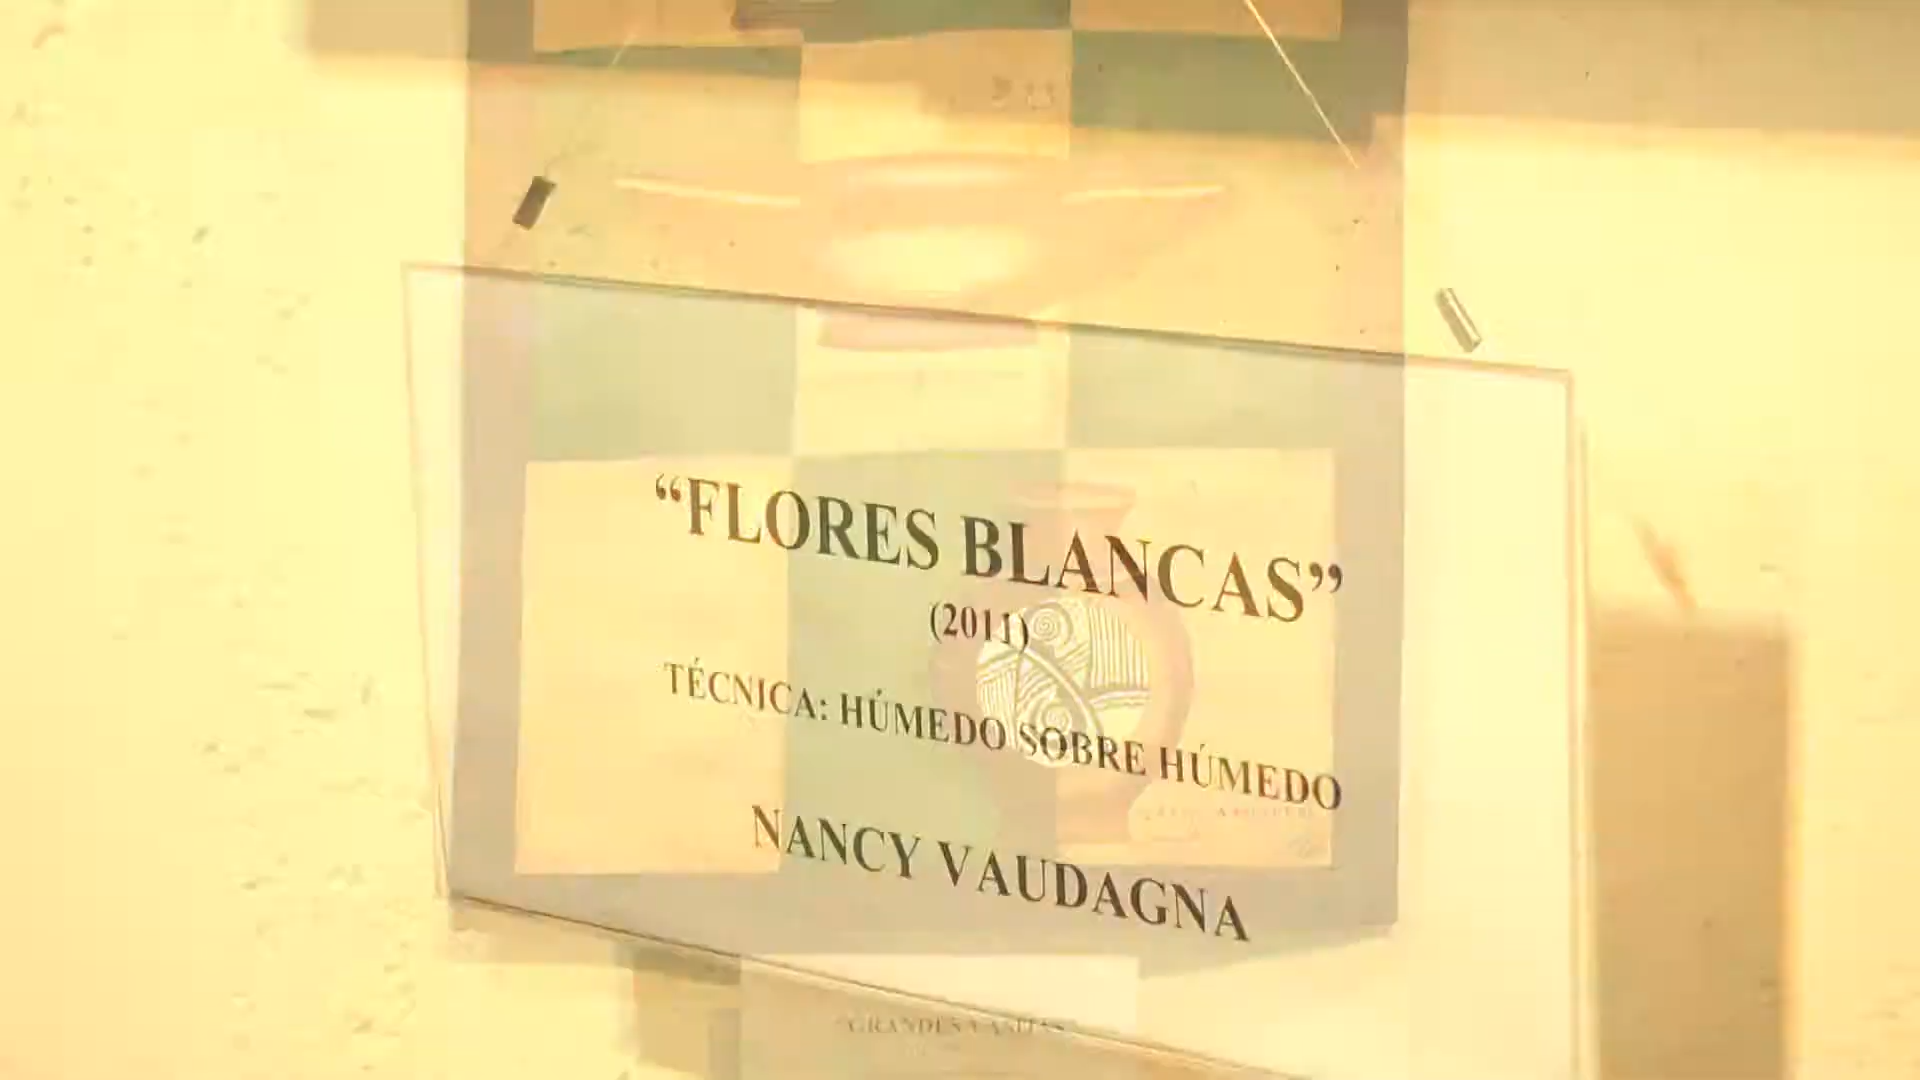 “FLORES BLANCAS”
(2011)
TÉCNICA: HÚMEDO SOBRE HÚMEDO
NANCY VAUDAGNA